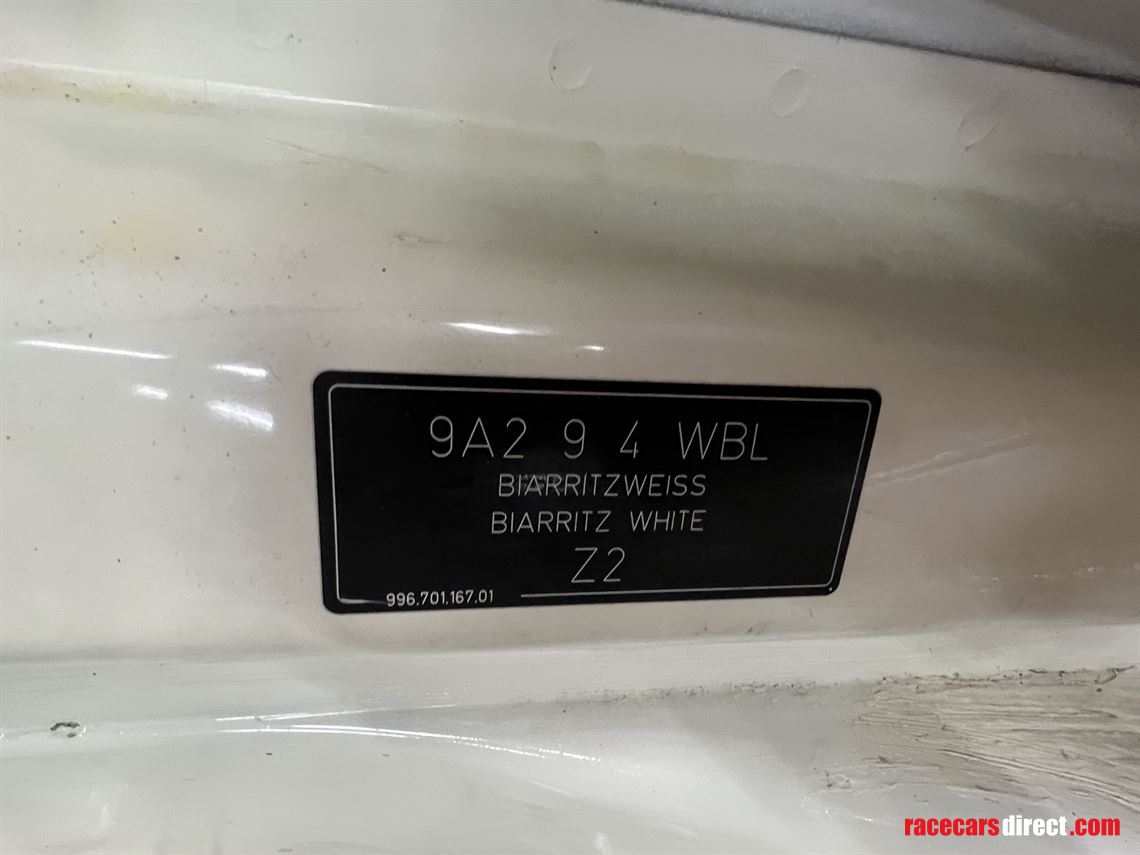 9A2 9 4 WBL
BIARRITZWEISS
BIARRITZ WHITE
Z2
996.701.167.01
racecarsdirect.com